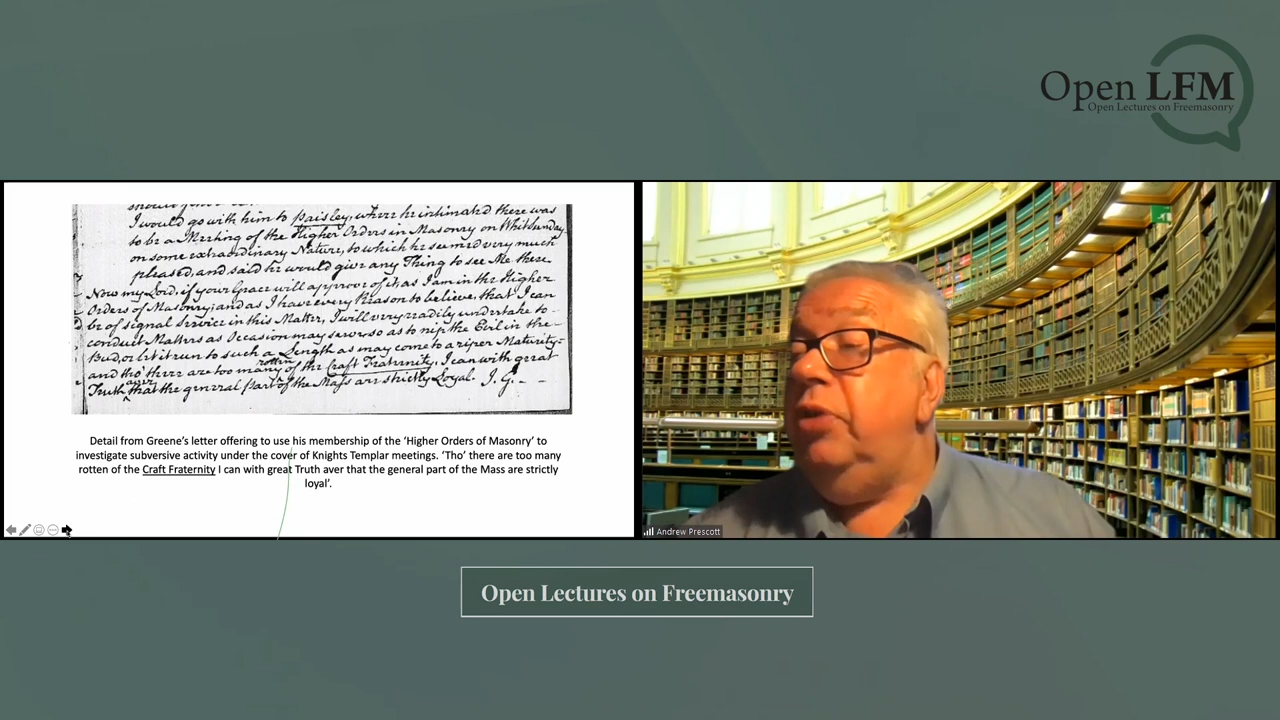 Open LFM
Open Lectures on Freemasonry
I would go with him to Paisley, where he intimated there was
to be a Meeting of the Higher Orders in Masonry on Whitsunday
on some extraordinary Nature, to which he seemed very much
pleased, and said he would give any Thing to see Me there
Now my Lord, if your Grace will approve of it, as I am in the Higher
Orders of Masonry, and as I have every Reason to believe, that I can
be of signal Service in this Matter, I will very readily undertake to
conduct Matters as Occasion may serve so as to nip the Evil in the
Bud, or let it run to such a Length as may come to a riper Maturity
and tho' there are too many rotten of the Craft Fraternity, I can with great
Truth aver that the general part of the Mass are strictly Loyal. J. G.
Detail from Greene's letter offering to use his membership of the 'Higher Orders of Masonry' to
investigate subversive activity under the cover of Knights Templar meetings. 'Tho' there are too many
rotten of the Craft Fraternity I can with great Truth aver that the general part of the Mass are strictly
loyal'.
Andrew Prescott
Open Lectures on Freemasonry